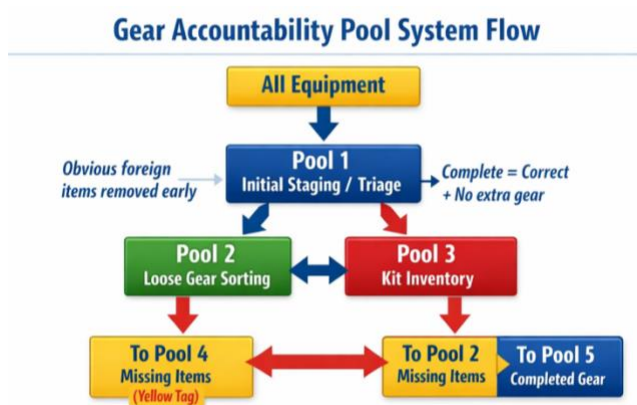 Gear Accountability Pool System Flow
All Equipment
Pool 1
Initial Staging / Triage
Obvious foreign
items removed early
Complete = Correct
+ No extra gear
Pool 2
Loose Gear Sorting
Pool 3
Kit Inventory
To Pool 4
Missing Items
(Yellow Tag)
To Pool 2
Missing Items
To Pool 5
Completed Gear